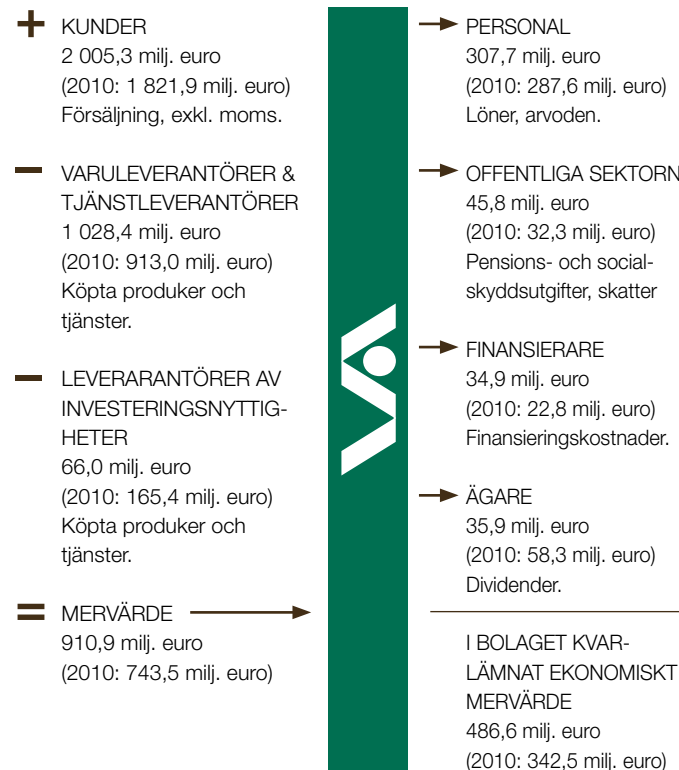 + KUNDER
2 005,3 milj. euro
(2010: 1 821,9 milj. euro)
Försäljning, exkl. moms.
– VARULEVERANTÖRER &
TJÄNSTLEVERANTÖRER
1 028,4 milj. euro
(2010: 913,0 milj. euro)
Köpta produker och
tjänster.
– LEVERARANTÖRER AV
INVESTERINGSNYTTIG-
HETER
66,0 milj. euro
(2010: 165,4 milj. euro)
Köpta produker och
tjänster.
= MERVÄRDE
910,9 milj. euro
(2010: 743,5 milj. euro)
PERSONAL
307,7 milj. euro
(2010: 287,6 milj. euro)
Löner, arvoden.
OFFENTLIGA SEKTORN
45,8 milj. euro
(2010: 32,3 milj. euro)
Pensions- och social-
skyddsutgifter, skatter
FINANSIERARE
34,9 milj. euro
(2010: 22,8 milj. euro)
Finansieringskostnader.
ÄGARE
35,9 milj. euro
(2010: 58,3 milj. euro)
Dividender.
I BOLAGET KVAR-
LÄMNAT EKONOMISKT
MERVÄRDE
486,6 milj. euro
(2010: 342,5 milj. euro)